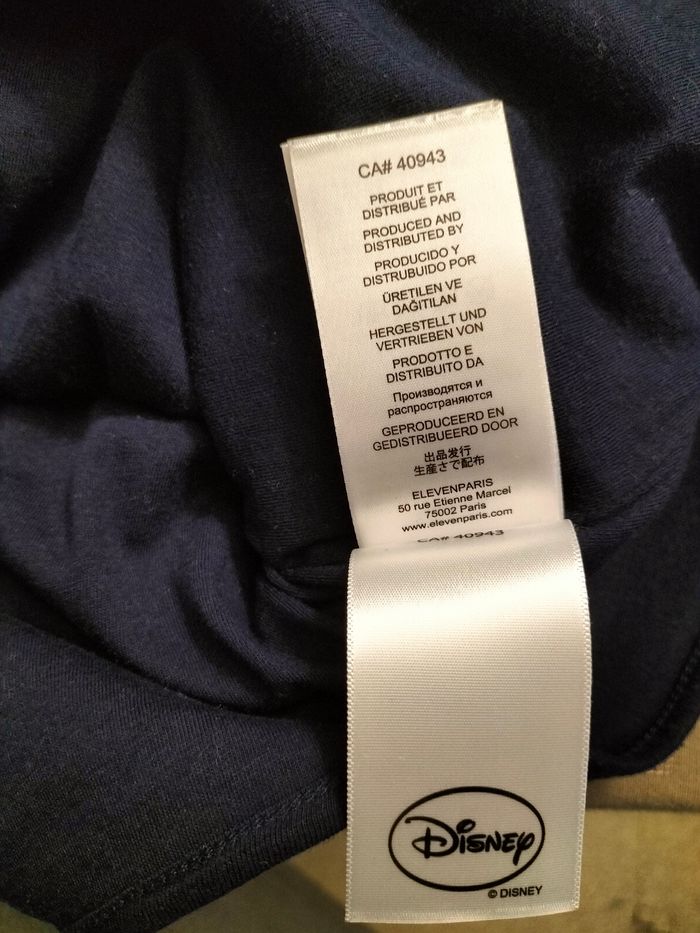 CA# 40943
PRODUIT ET
DISTRIBUÉ PAR
PRODUCED AND
DISTRIBUTED BY
PRODUCIDO Y
DISTRUBUIDO POR
ÜRETILEN VE
DAĞITILAN
HERGESTELLT UND
VERTRIEBEN VON
PRODOTTO E
DISTRIBUITO DA
Производятся и
распространяются
GEPRODUCEERD EN
GEDISTRIBUEERD DOOR
出品发行
生産さで配布
ELEVENPARIS
50 rue Etienne Marcel
75002 Paris
www.elevenparis.com
CA# 40943
DISNEY
© DISNEY